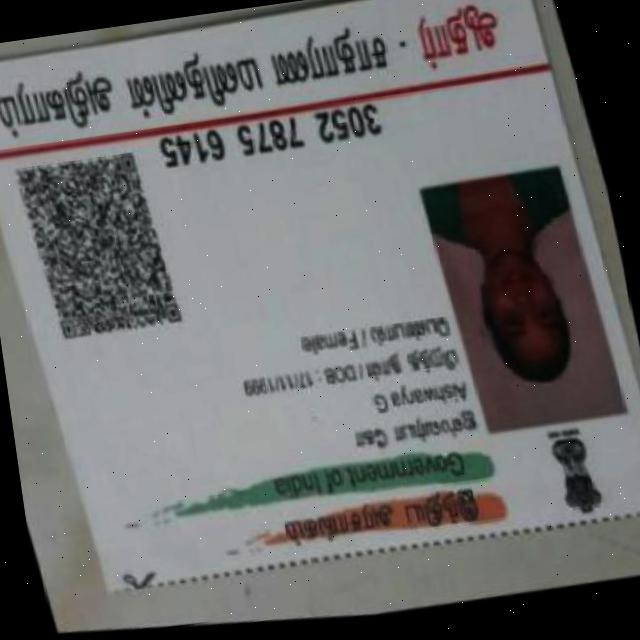 இந்திய அரசாங்கம்
Government of India
ஐஸ்வர்யா
Aishwarya G
பிறந்த நாள் / DOB : 17/11/1999
பெண்பால் / Female
3052 7875 6145
ஆதார் - சாதாரண மனிதனின் அதிகாரம்